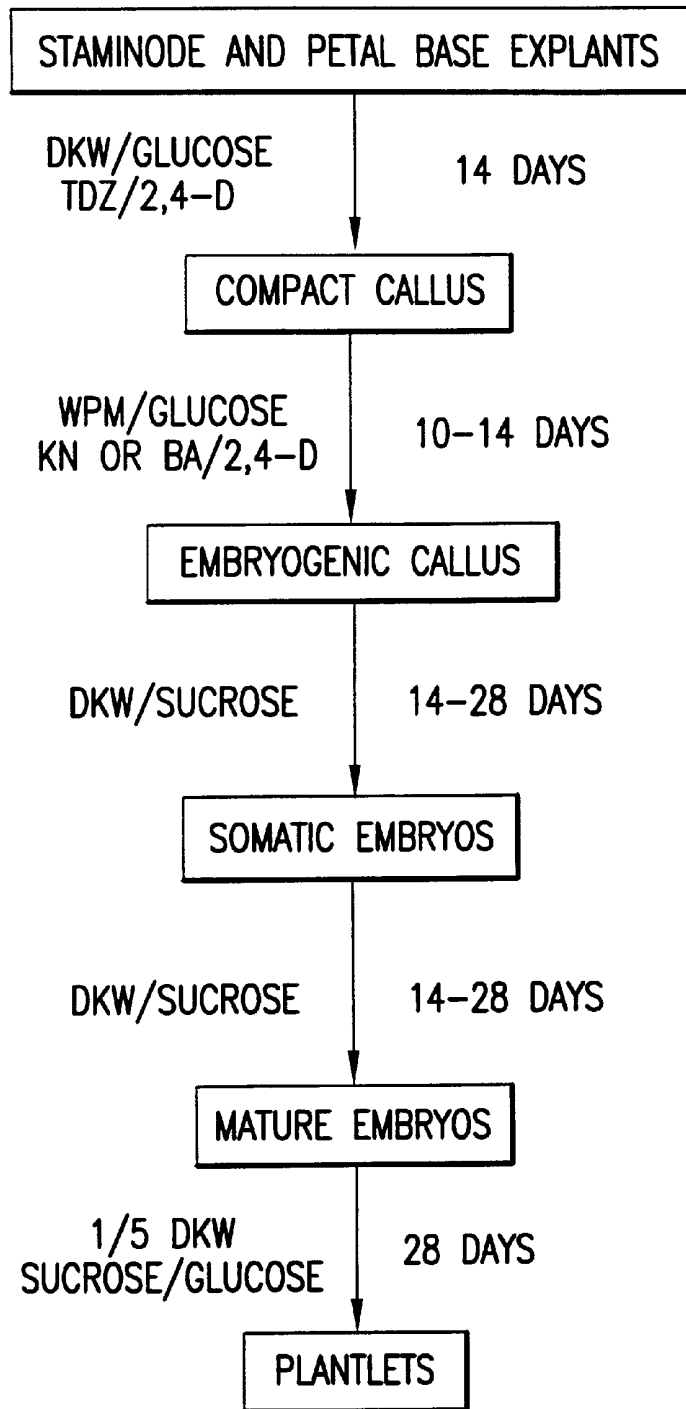 STAMINODE AND PETAL BASE EXPLANTS
DKW/GLUCOSE
TDZ/2,4-D
14 DAYS
COMPACT CALLUS
WPM/GLUCOSE
KN OR BA/2,4-D
10-14 DAYS
EMBRYOGENIC CALLUS
DKW/SUCROSE
14-28 DAYS
SOMATIC EMBRYOS
DKW/SUCROSE
14-28 DAYS
MATURE EMBRYOS
1/5 DKW
SUCROSE/GLUCOSE
28 DAYS
PLANTLETS